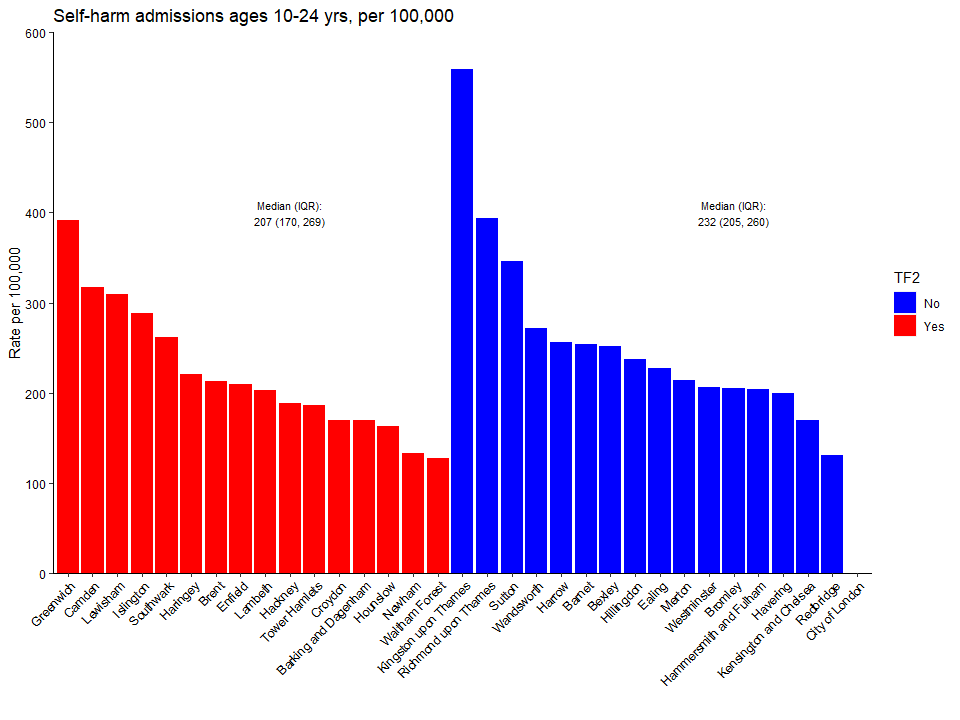 Self-harm admissions ages 10-24 yrs, per 100,000
Rate per 100,000
600
500
400
300
200
100
0
Median (IQR):
207 (170, 269)
Median (IQR):
232 (205, 260)
TF2
No
Yes
Greenwich
Camden
Lewisham
Islington
Southwark
Haringey
Brent
Enfield
Lambeth
Hackney
Tower Hamlets
Croydon
Barking and Dagenham
Hounslow
Newham
Waltham Forest
Kingston upon Thames
Richmond upon Thames
Sutton
Wandsworth
Harrow
Barnet
Bexley
Hillingdon
Ealing
Merton
Westminster
Bromley
Hammersmith and Fulham
Havering
Kensington and Chelsea
Redbridge
City of London